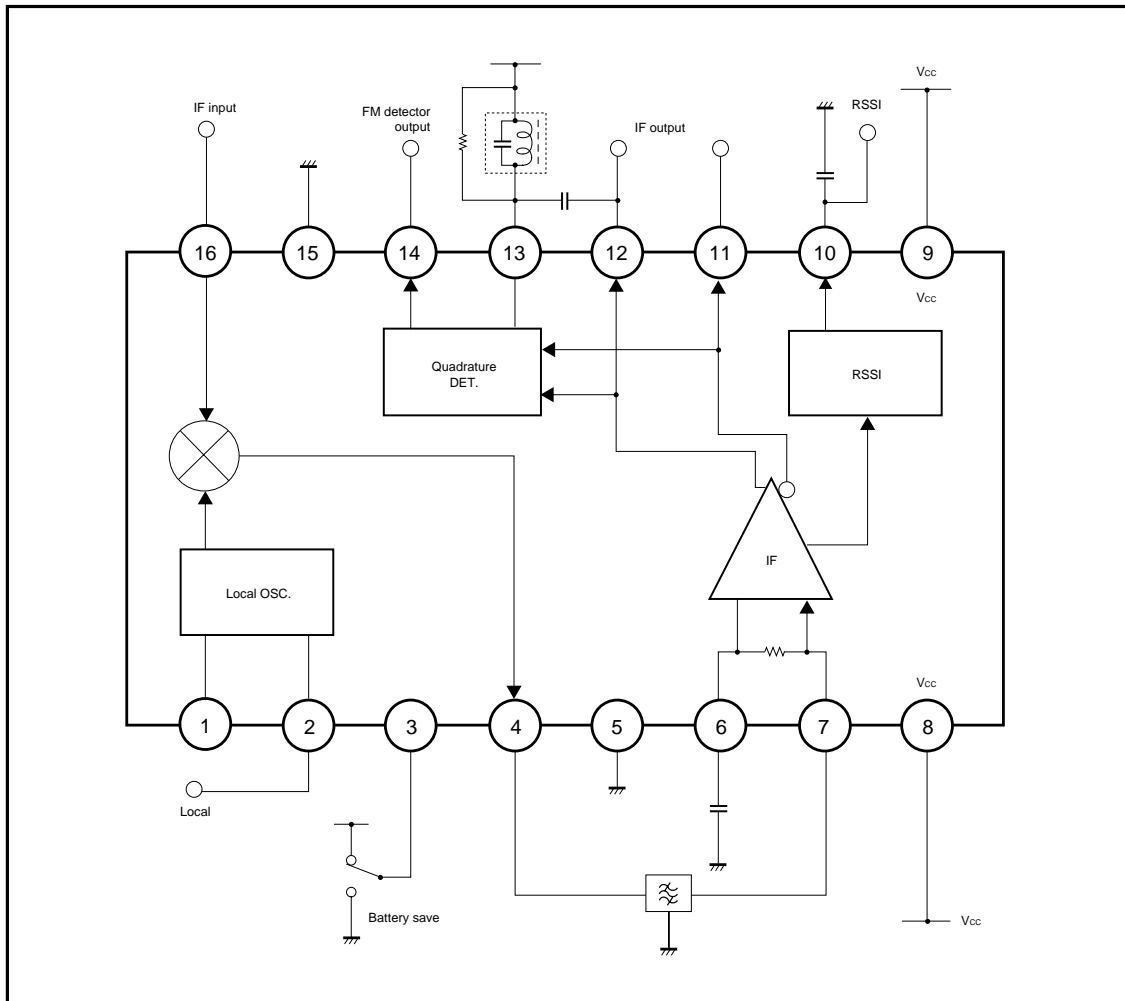 Vcc
IF input
FM detector
output
IF output
RSSI
16
15
14
13
12
11
10
9
Vcc
Quadrature
DET.
RSSI
IF
Local OSC.
Vcc
1
2
3
4
5
6
7
8
Local
Battery save
Vcc